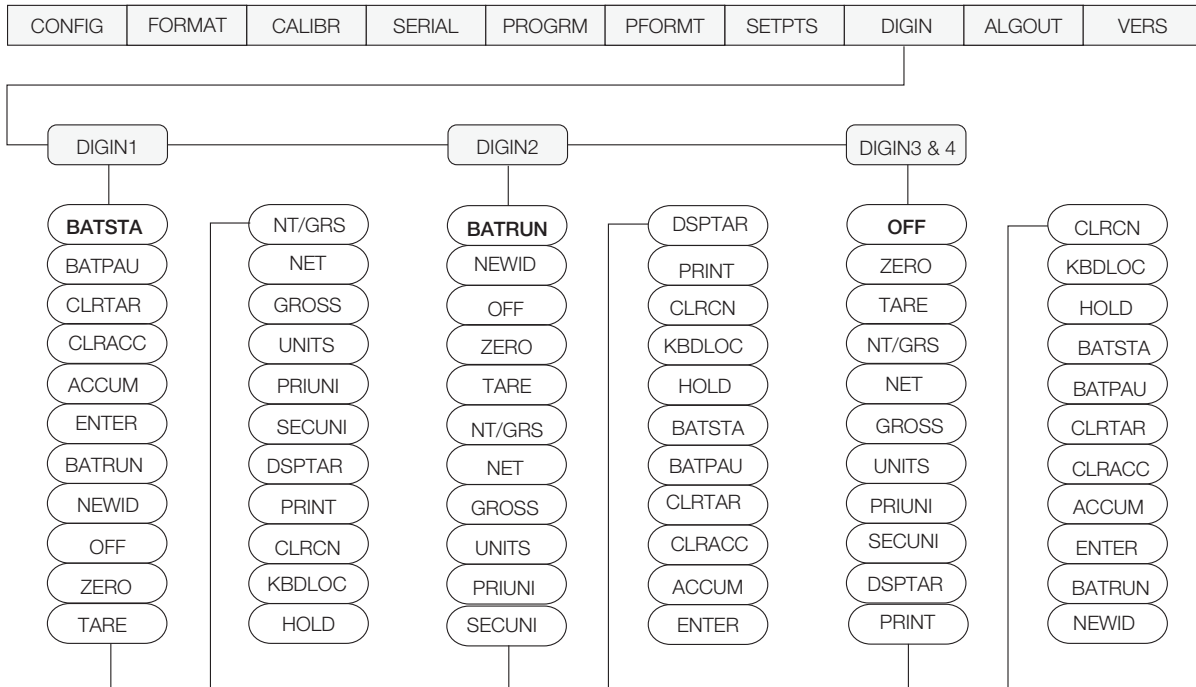 CONFIG FORMAT CALIBR SERIAL PROGRM PFORMT SETPTS DIGIN ALGOUT VERS
DIGIN1 DIGIN2 DIGIN3 & 4
BATSTA NT/GRS BATRUN DSPTAR OFF CLRCN
BATPAU NET NEWID PRINT ZERO KBDLOC
CLRTAR GROSS OFF CLRCN TARE HOLD
CLRACC UNITS ZERO KBDLOC NT/GRS BATSTA
ACCUM PRIUNI TARE HOLD NET BATPAU
ENTER SECUNI NT/GRS BATSTA GROSS CLRTAR
BATRUN DSPTAR NET BATPAU UNITS CLRACC
NEWID PRINT GROSS CLRTAR PRIUNI ACCUM
OFF CLRCN UNITS CLRACC SECUNI ENTER
ZERO KBDLOC PRIUNI ACCUM DSPTAR BATRUN
TARE HOLD SECUNI ENTER PRINT NEWID